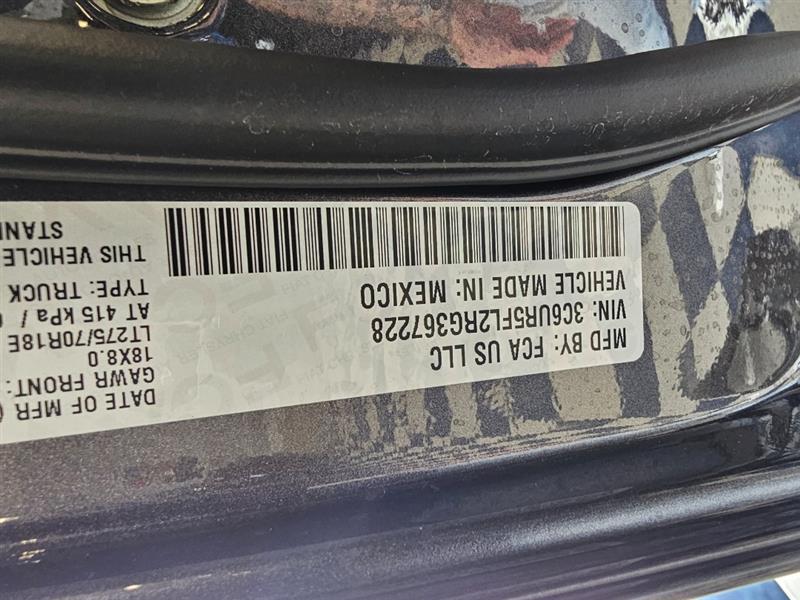 MFD BY: FCA US LLC
VIN: 3C6UR5FL2RG367228
VEHICLE MADE IN: MEXICO
DATE OF MFR
GAWR FRONT:
18X8.0
LT275/70R18E
AT 415 kPa /
TYPE: TRUCK
THIS VEHICLE